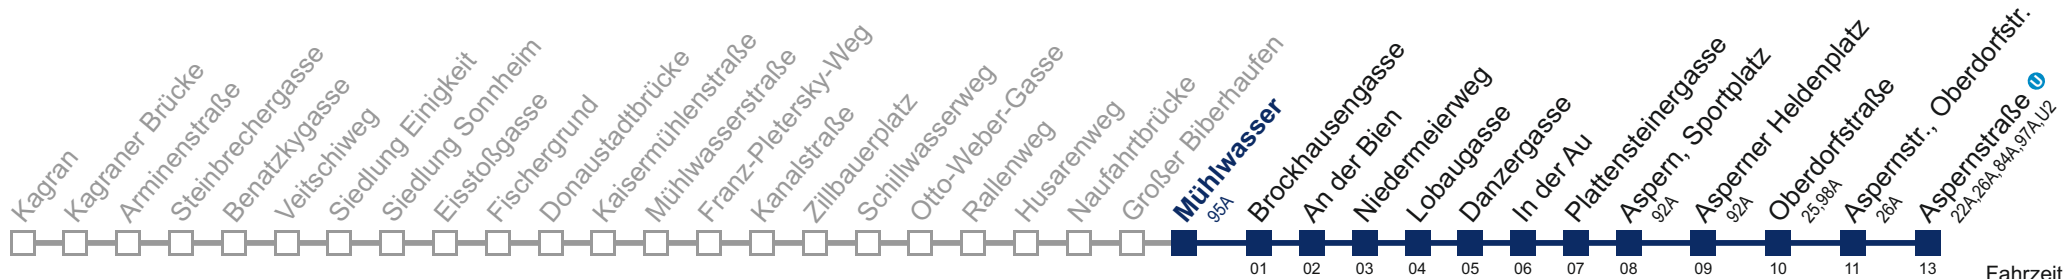 Kagran
Kagraner Brücke
Arminenstraße
Steinbrechergasse
Benatzkygasse
Veitschiweg
Siedlung Einigkeit
Siedlung Sonnheim
Eisstoßgasse
Fischergrund
Donaustadtbrücke
Kaisermühlenstraße
Mühlwasserstraße
Franz-Pletersky-Weg
Kanalstraße
Zillbauerplatz
Schillwasserweg
Otto-Weber-Gasse
Rallenweg
Husarenweg
Naufahrtbrücke
Großer Biberhaufen
Mühlwasser
95A
Brockhausengasse
An der Bien
Niedermeierweg
Lobaugasse
Danzergasse
In der Au
Plattensteinergasse
Aspern, Sportplatz
92A
Asperner Heldenplatz
92A
Oberdorfstraße
25,98A
Aspernstr., Oberdorfstr.
26A
Aspernstraße U
22A,26A,84A,97A,U2
01 02 03 04 05 06 07 08 09 10 11 13
Fahrzeit